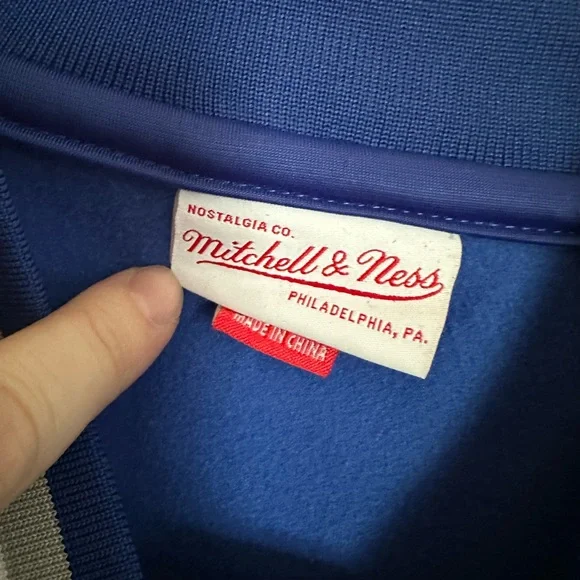 NOSTALGIA CO.
Mitchell & Ness
PHILADELPHIA, PA.
MADE IN CHINA